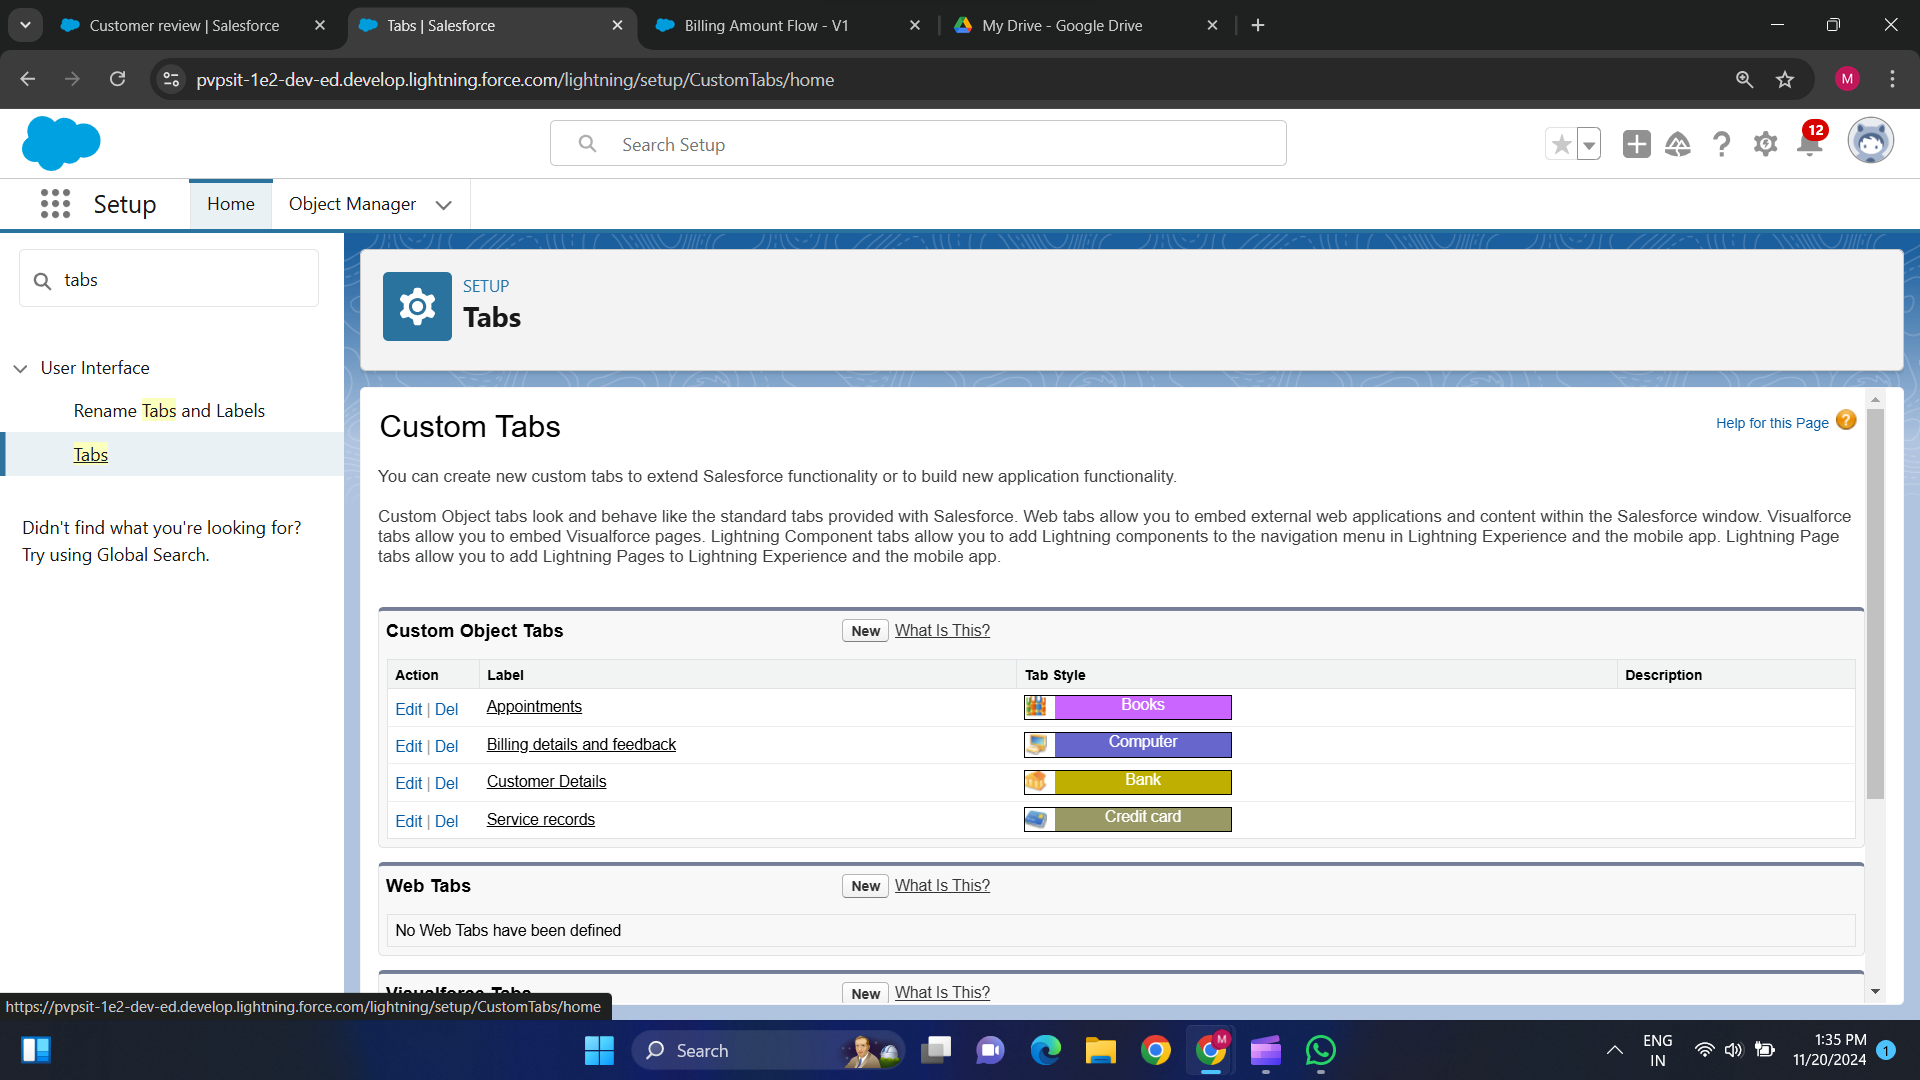 Customer review | Salesforce
Tabs | Salesforce
Billing Amount Flow - V1
My Drive - Google Drive
pvpsit-1e2-dev-ed.develop.lightning.force.com/lightning/setup/CustomTabs/home
M
Search Setup
12
Setup
Home
Object Manager
tabs
User Interface
Rename Tabs and Labels
Tabs
Didn't find what you're looking for?
Try using Global Search.
SETUP
Tabs
Custom Tabs
Help for this Page
?
You can create new custom tabs to extend Salesforce functionality or to build new application functionality.
Custom Object tabs look and behave like the standard tabs provided with Salesforce. Web tabs allow you to embed external web applications and content within the Salesforce window. Visualforce
tabs allow you to embed Visualforce pages. Lightning Component tabs allow you to add Lightning components to the navigation menu in Lightning Experience and the mobile app. Lightning Page
tabs allow you to add Lightning Pages to Lightning Experience and the mobile app.
Custom Object Tabs
New
What Is This?
Action
Label
Tab Style
Description
Edit | Del
Appointments
Books
Edit | Del
Billing details and feedback
Computer
Edit | Del
Customer Details
Bank
Edit | Del
Service records
Credit card
Web Tabs
New
What Is This?
No Web Tabs have been defined
Visualforce Tabs
New
What Is This?
https://pvpsit-1e2-dev-ed.develop.lightning.force.com/lightning/setup/CustomTabs/home
Search
M
ENG
IN
1:35 PM
11/20/2024
1